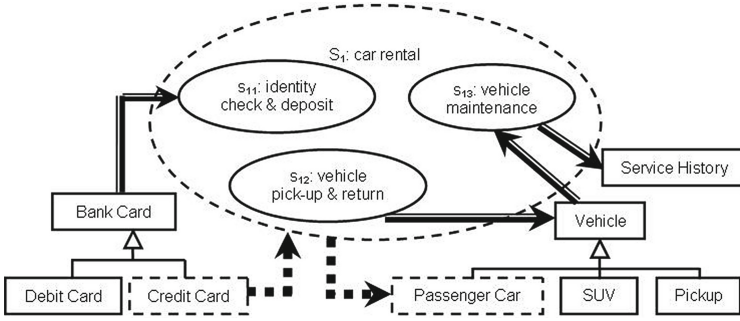 S1: car rental
s11: identity
check & deposit
s13: vehicle
maintenance
s12: vehicle
pick-up & return
Service History
Bank Card
Vehicle
Debit Card
Credit Card
Passenger Car
SUV
Pickup